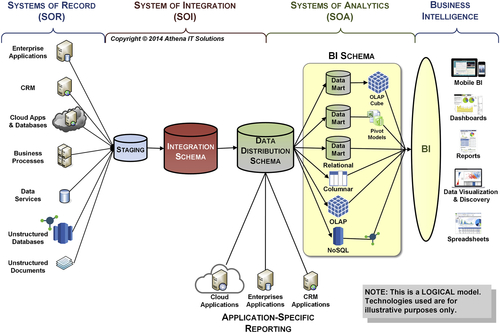 SYSTEMS OF RECORD
(SOR)
SYSTEM OF INTEGRATION
(SOI)
SYSTEMS OF ANALYTICS
(SOA)
BUSINESS
INTELLIGENCE
Copyright © 2014 Athena IT Solutions
Enterprise
Applications
CRM
Cloud Apps
& Databases
Business
Processes
Data
Services
Unstructured
Databases
Unstructured
Documents
STAGING
INTEGRATION
SCHEMA
DATA
DISTRIBUTION
SCHEMA
BI SCHEMA
Data
Mart
OLAP
Cube
Data
Mart
Pivot
Models
Data
Mart
Relational
Columnar
OLAP
NoSQL
BI
Mobile BI
Dashboards
Reports
Data Visualization
& Discovery
Spreadsheets
Cloud
Applications
Enterprises
Applications
CRM
Applications
APPLICATION-SPECIFIC
REPORTING
NOTE: This is a LOGICAL model.
Technologies used are for
illustrative purposes only.